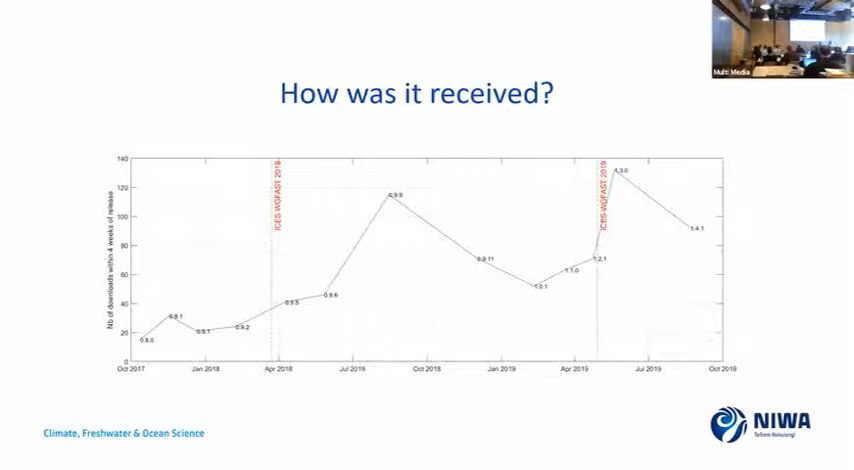 Multi Media
How was it received?
Nb of downloads within 4 weeks of release
140
120
100
80
60
40
20
0
ICES WGFAST 2018
ICES WGFAST 2019
0.8.0
0.8.1
0.9.1
0.9.2
0.9.5
0.9.6
0.9.9
0.9.11
1.0.1
1.1.0
1.2.1
1.3.0
1.4.1
Oct 2017
Jan 2018
Apr 2018
Jul 2018
Oct 2018
Jan 2019
Apr 2019
Jul 2019
Oct 2019
Climate, Freshwater & Ocean Science
NIWA
Taihoro Nukurangi